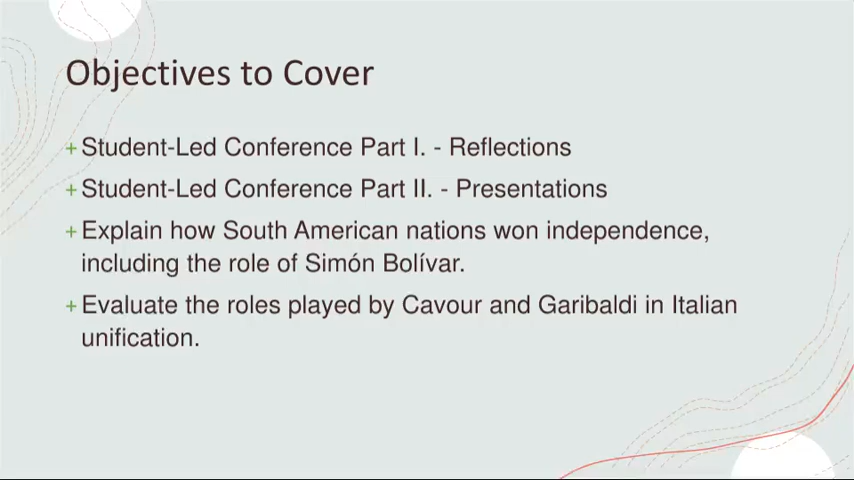 Objectives to Cover
+Student-Led Conference Part I. - Reflections
+Student-Led Conference Part II. - Presentations
+Explain how South American nations won independence,
including the role of Simón Bolívar.
+Evaluate the roles played by Cavour and Garibaldi in Italian
unification.